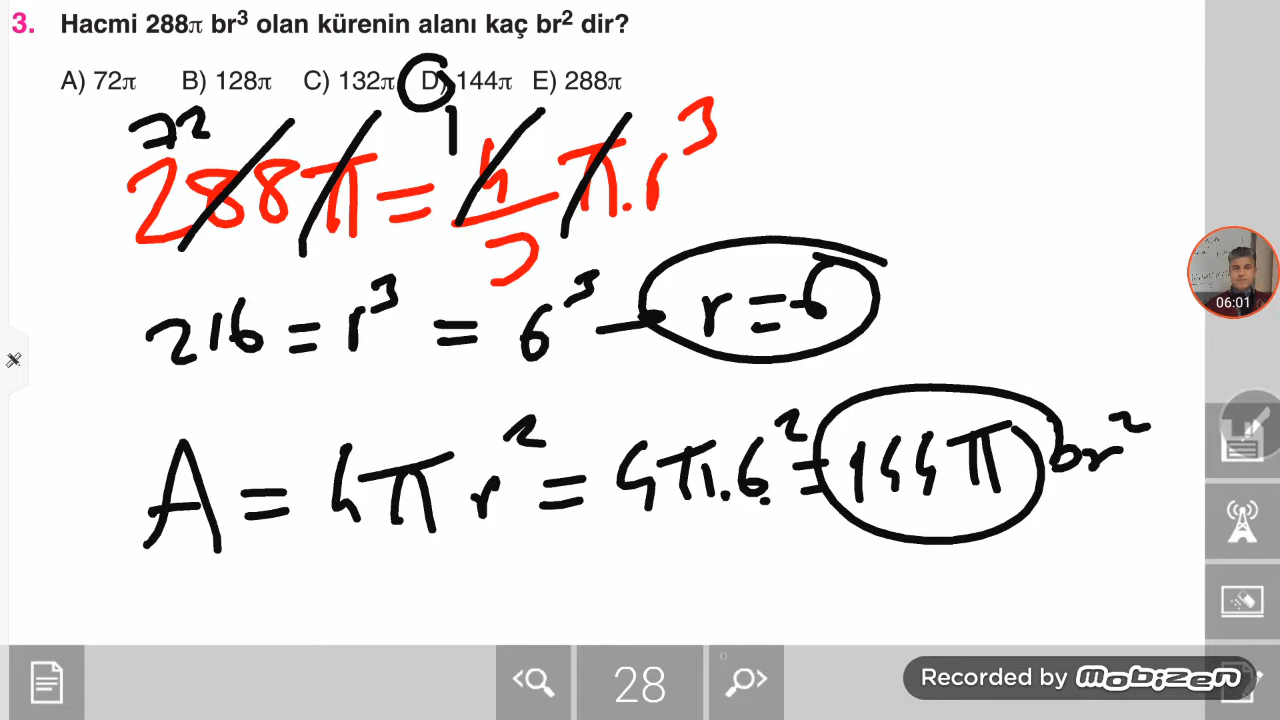 3. Hacmi 288π br³ olan kürenin alanı kaç br² dir?
A) 72π B) 128π C) 132π D) 144π E) 288π
72 1
288π = 4/3 π.r³
216 = r³ = 6³ — r = 6
A = 4πr² = 4π.6² = 144π br²
06:01
28
Recorded by mobizen